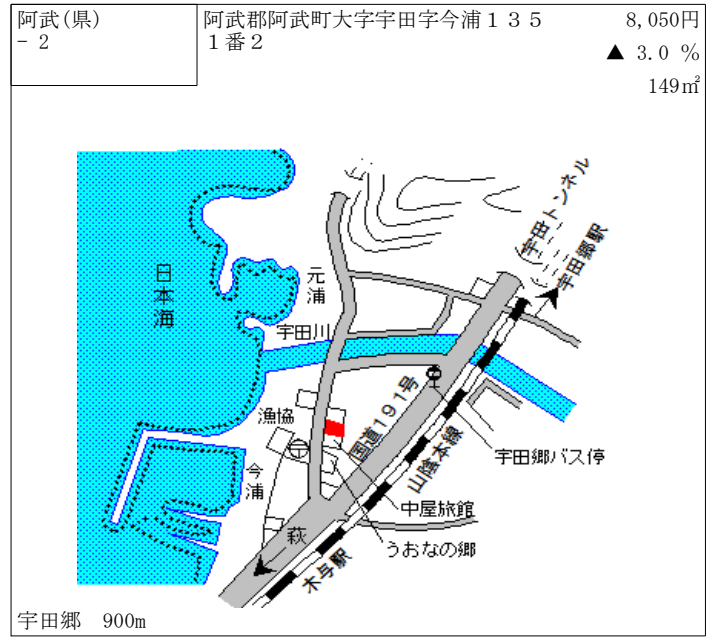 阿武(県)
- 2
阿武郡阿武町大字宇田字今浦１３５
１番２
8,050円
▲ 3.0 %
149㎡
宇田トンネル
宇田郷駅
日本海
元浦
宇田川
国道１９１号
漁協
山陰本線
宇田郷バス停
今浦
中屋旅館
萩
うおなの郷
木与駅
宇田郷　900m